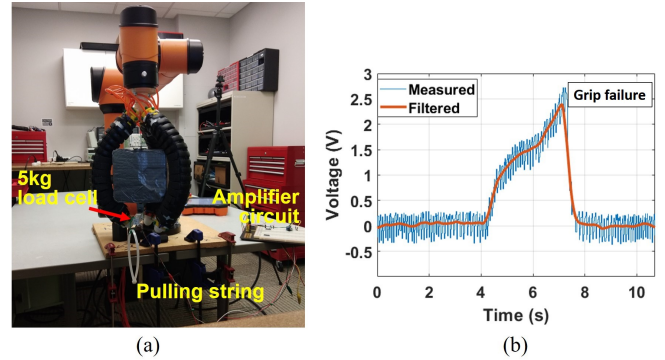 5kg
load cell
Amplifier
circuit
Pulling string
(a)
3
2.5
2
1.5
1
0.5
0
-0.5
Voltage (V)
Measured
Filtered
Grip failure
0 2 4 6 8 10
Time (s)
(b)